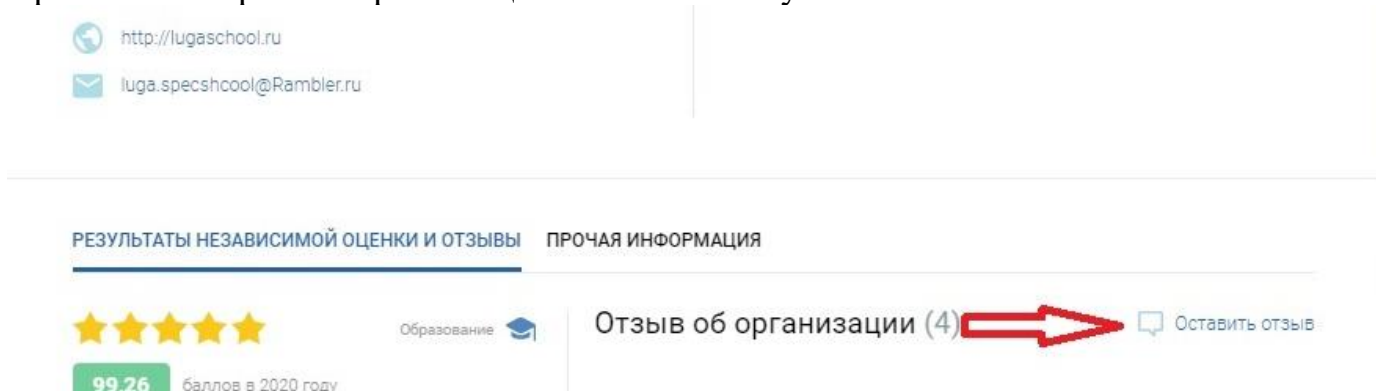 http://lugaschool.ru
luga.specshcool@Rambler.ru
РЕЗУЛЬТАТЫ НЕЗАВИСИМОЙ ОЦЕНКИ И ОТЗЫВЫ ПРОЧАЯ ИНФОРМАЦИЯ
Образование
Отзыв об организации (4)
Оставить отзыв
99.26 баллов в 2020 году